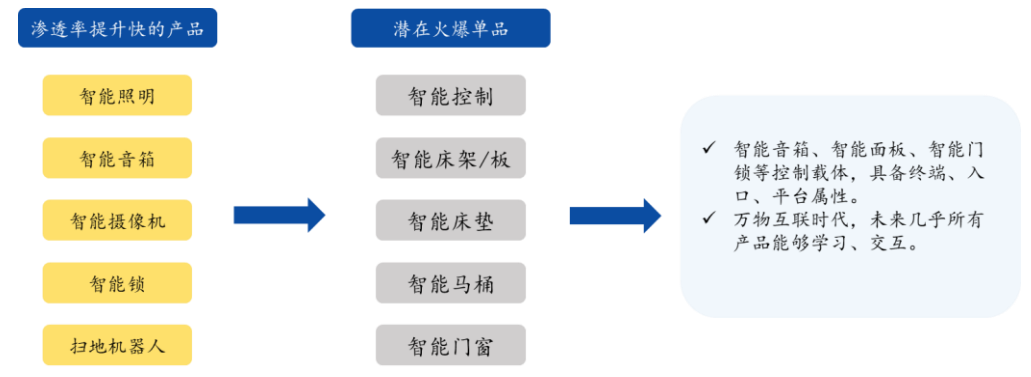 渗透率提升快的产品
智能照明
智能音箱
智能摄像机
智能锁
扫地机器人
潜在火爆单品
智能控制
智能床架/板
智能床垫
智能马桶
智能门窗
✓ 智能音箱、智能面板、智能门
锁等控制载体，具备终端、入
口、平台属性。
✓ 万物互联时代，未来几乎所有
产品能够学习、交互。